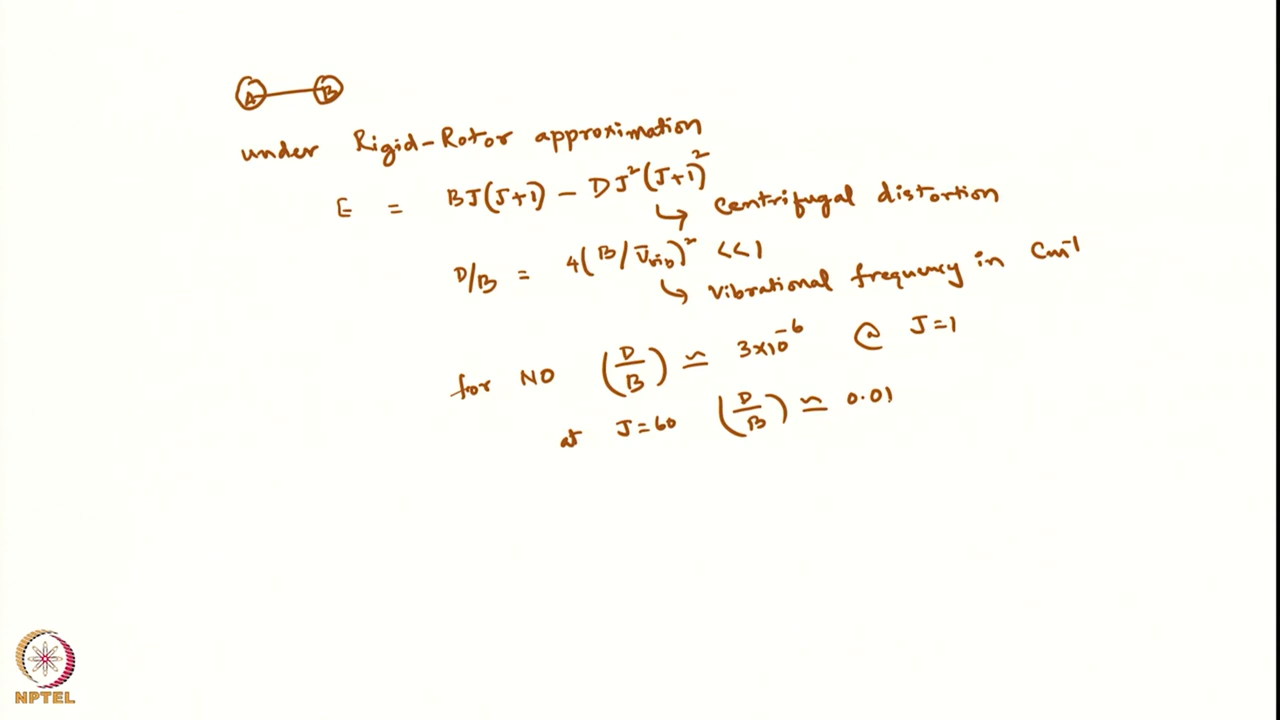 A B
under Rigid-Rotor approximation
E = BJ(J+1) - DJ²(J+1)²
↳ Centrifugal distortion
D/B = 4(B/ν̄vib)² <<1
↳ vibrational frequency in Cm⁻¹
for NO (D/B) ≃ 3×10⁻⁶ @ J=1
at J=60 (D/B) ≃ 0.01
NPTEL